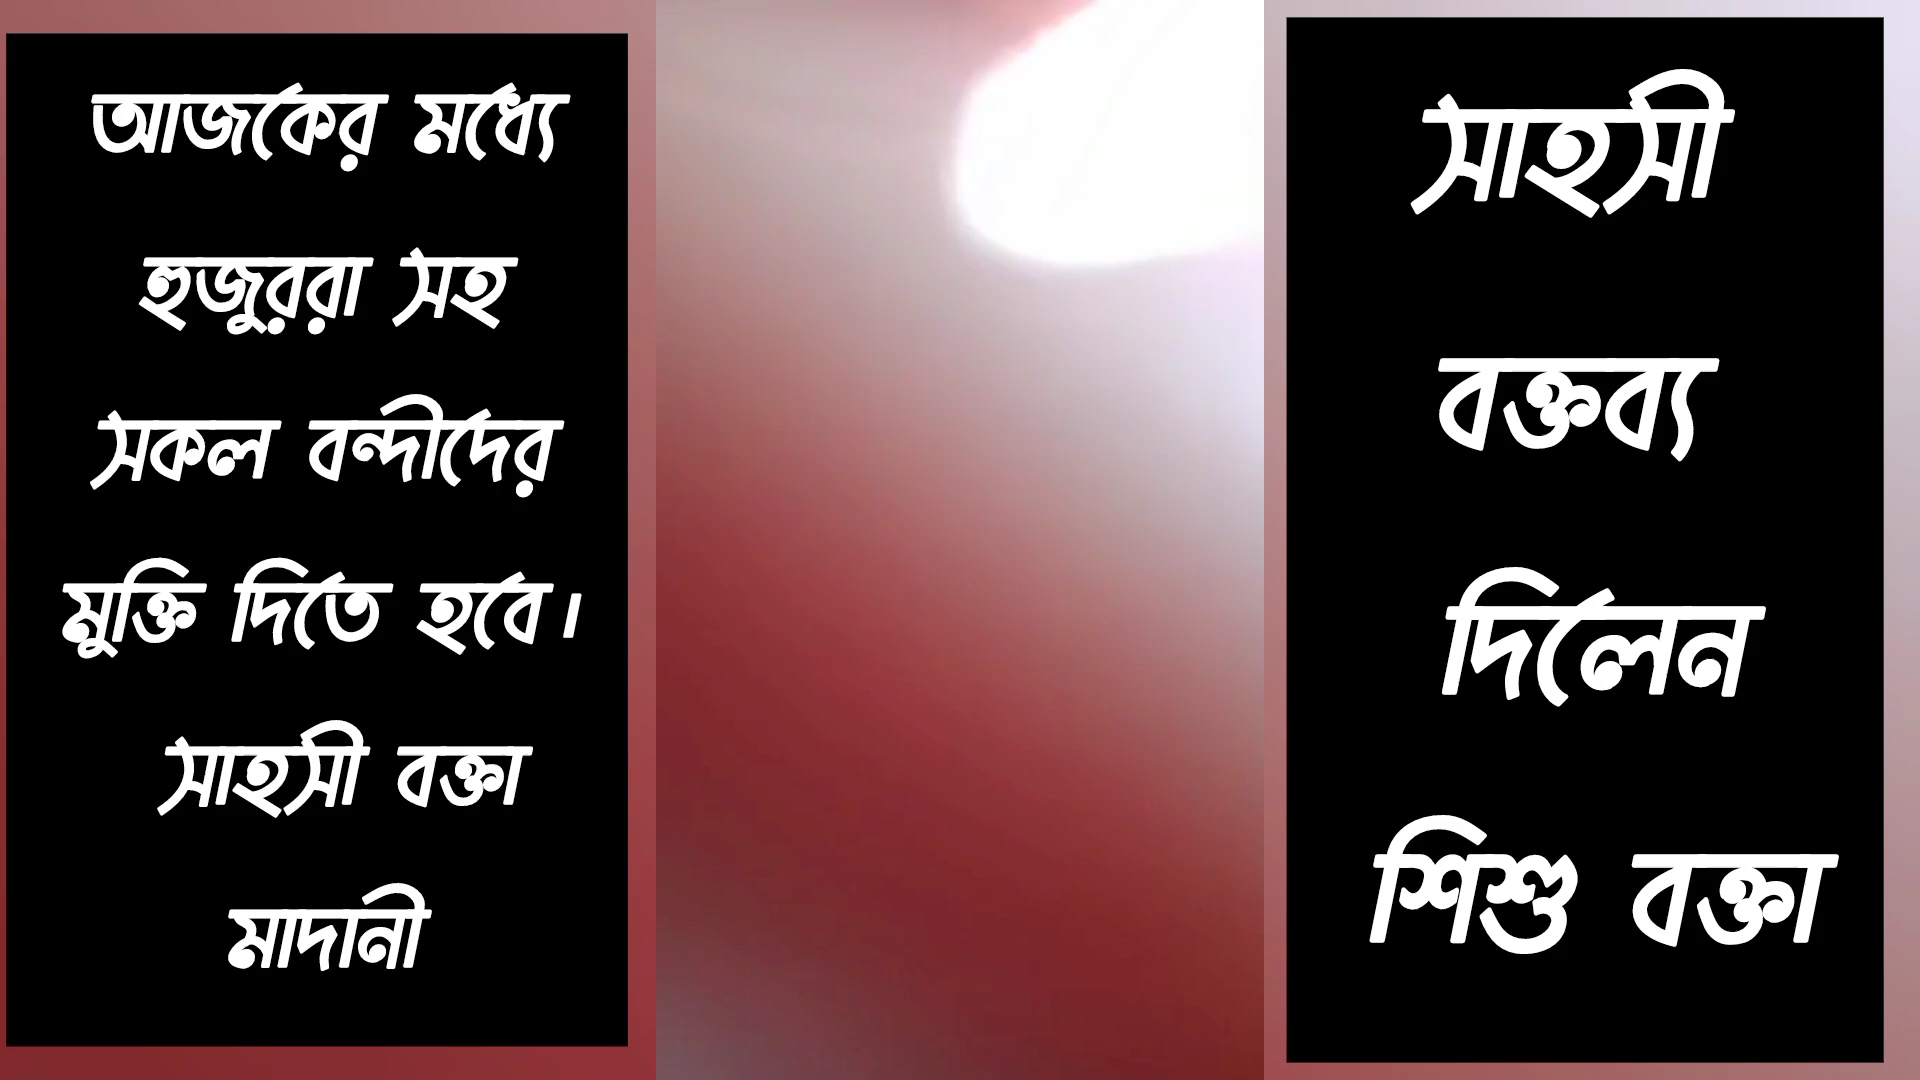 আজকের মধ্যে
হুজুররা সহ
সকল বন্দীদের
মুক্তি দিতে হবে।
সাহসী বক্তা
মাদানী
সাহসী
বক্তব্য
দিলেন
শিশু বক্তা